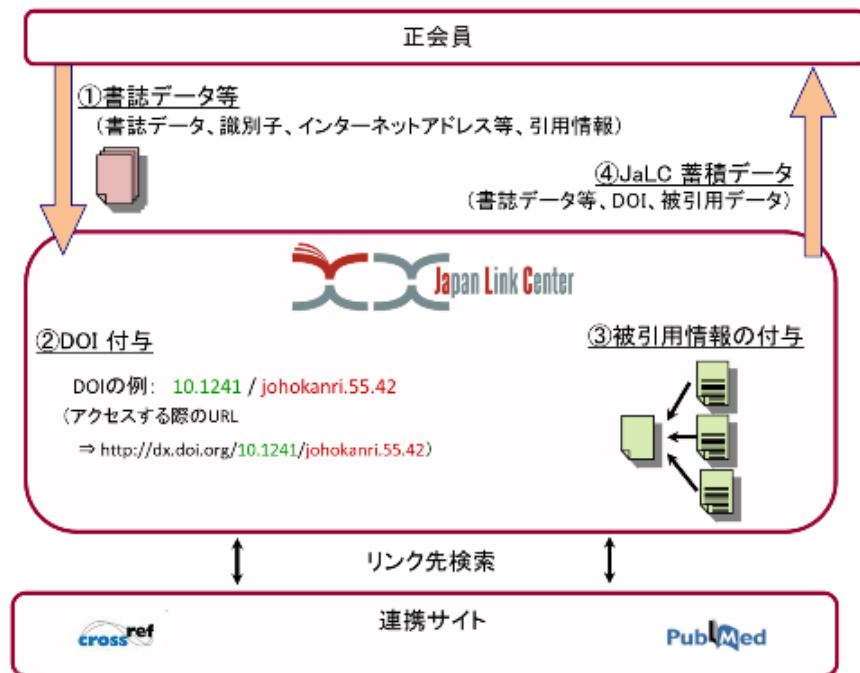 正会員
①書誌データ等
(書誌データ、識別子、インターネットアドレス等、引用情報)
④JaLC 蓄積データ
(書誌データ等、DOI、被引用データ)
Japan Link Center
②DOI 付与
③被引用情報の付与
DOIの例： 10.1241 / johokanri.55.42
(アクセスする際のURL
⇒ http://dx.doi.org/10.1241/johokanri.55.42)
リンク先検索
連携サイト
crossref
PubMed